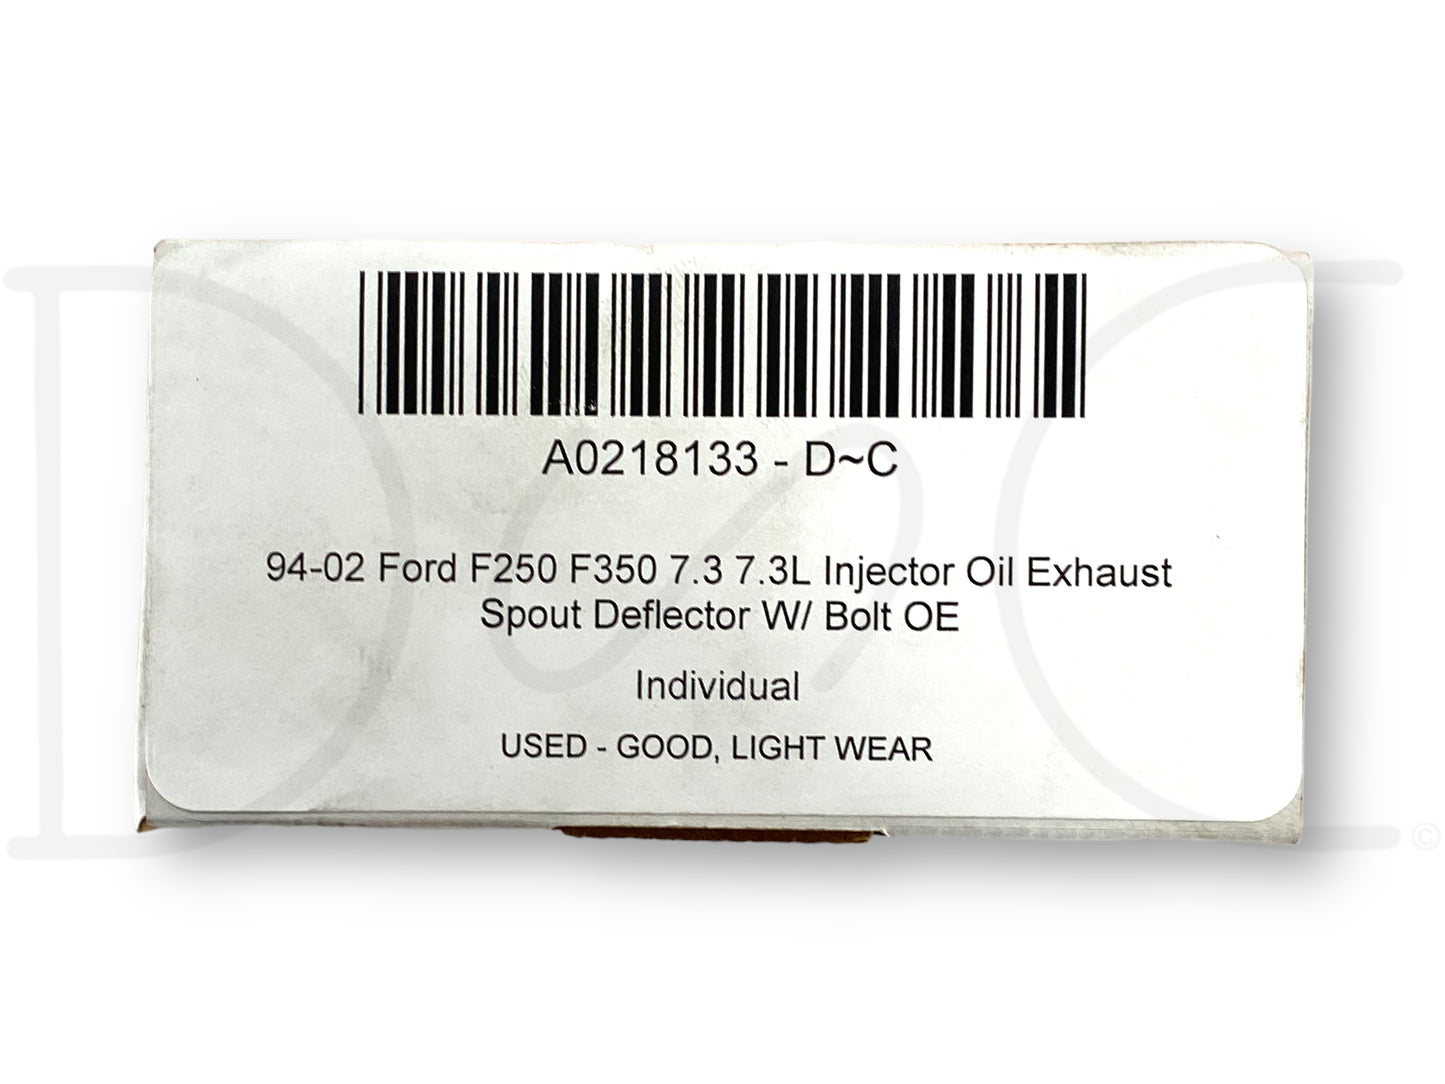 A0218133 - D~C
94-02 Ford F250 F350 7.3 7.3L Injector Oil Exhaust
Spout Deflector W/ Bolt OE
Individual
USED - GOOD, LIGHT WEAR
D~C ©